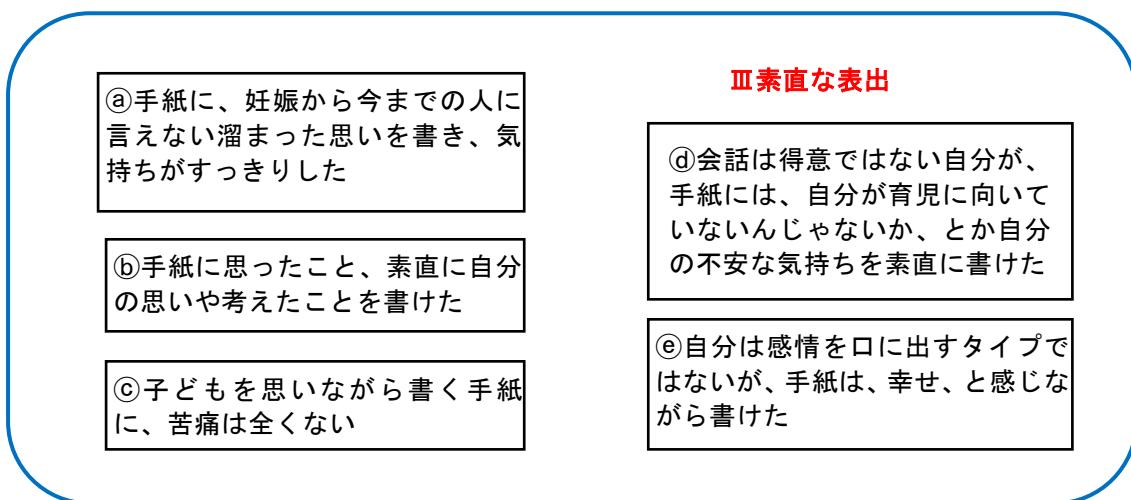 ⓐ手紙に、妊娠から今までの人に
言えない溜まった思いを書き、気
持ちがすっきりした
ⓑ手紙に思ったこと、素直に自分
の思いや考えたことを書けた
ⓒ子どもを思いながら書く手紙
に、苦痛は全くない
Ⅲ素直な表出
ⓓ会話は得意ではない自分が、
手紙には、自分が育児に向いて
いないんじゃないか、とか自分
の不安な気持ちを素直に書けた
ⓔ自分は感情を口に出すタイプで
はないが、手紙は、幸せ、と感じな
がら書けた